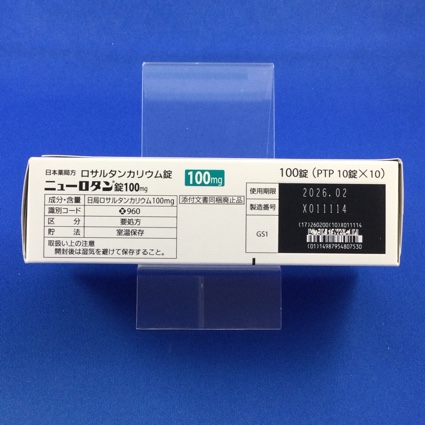 日本薬局方 ロサルタンカリウム錠
ニューロタン錠100mg
100mg
100錠（PTP 10錠×10）
成分・含量 日局ロサルタンカリウム100mg
添付文書同梱廃止品
識別コード 960
区分 要処方
貯法 室温保存
取扱い上の注意
開封後は湿気を避けて保存すること。
使用期限 2026.02
製造番号 X011114
GS1
(17)260200(10)X011114
(01)14987954807530